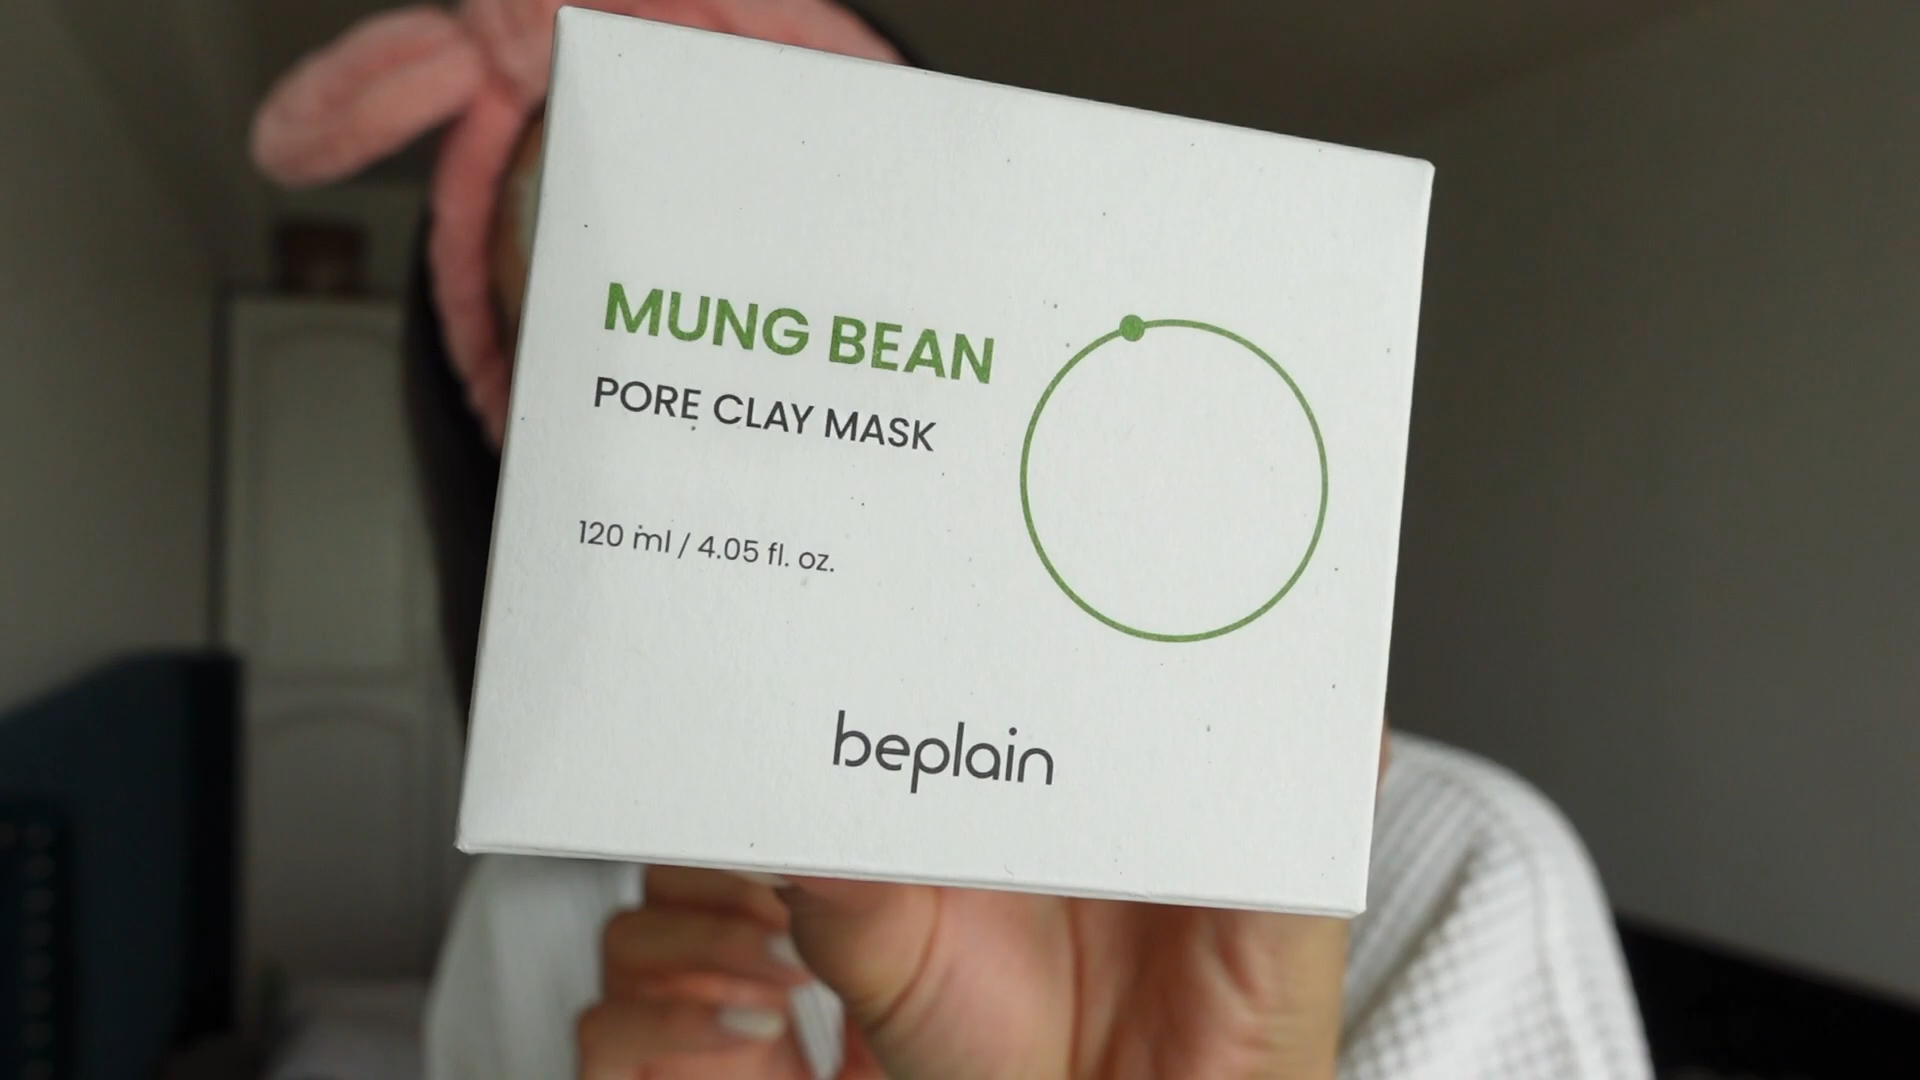 MUNG BEAN
PORE CLAY MASK
120 ml / 4.05 fl. oz.
beplain